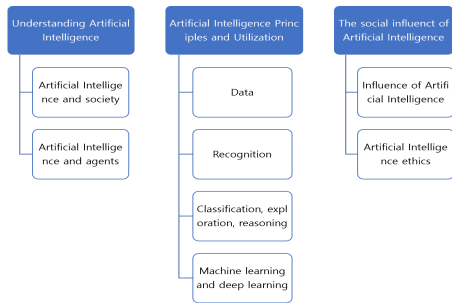 Understanding Artificial
Intelligence
Artificial Intellige
nce and society
Artificial Intellige
nce and agents
Artificial Intelligence Princ
iples and Utilization
Data
Recognition
Classification, expl
oration, reasoning
Machine learning
and deep learning
The social influenct of
Artificial Intelligence
Influence of Artifi
cial Intelligence
Artificial Intellige
nce ethics